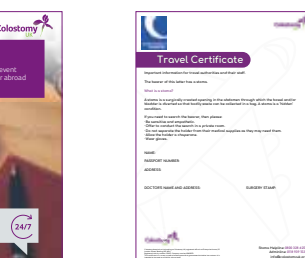 Colostomy
UK
event
r abroad
24/7
Travel Certificate
Important information for travel authorities and their staff.
The bearer of this letter has a stoma.
What is a stoma?
A stoma is a surgically created opening in the abdomen through which the bowel and/or
bladder is diverted so that bodily waste can be collected in a bag. A stoma is a 'hidden'
condition.
If you need to search the bearer, then please:
- Be sensitive and empathetic
- Offer to conduct the search in a private room
- Do not separate the holder from their medical supplies as they may need them.
- Allow the holder a chaperone
- Wear gloves.
NAME:
PASSPORT NUMBER:
ADDRESS:
DOCTORS NAME AND ADDRESS:
SURGERY STAMP:
Colostomy